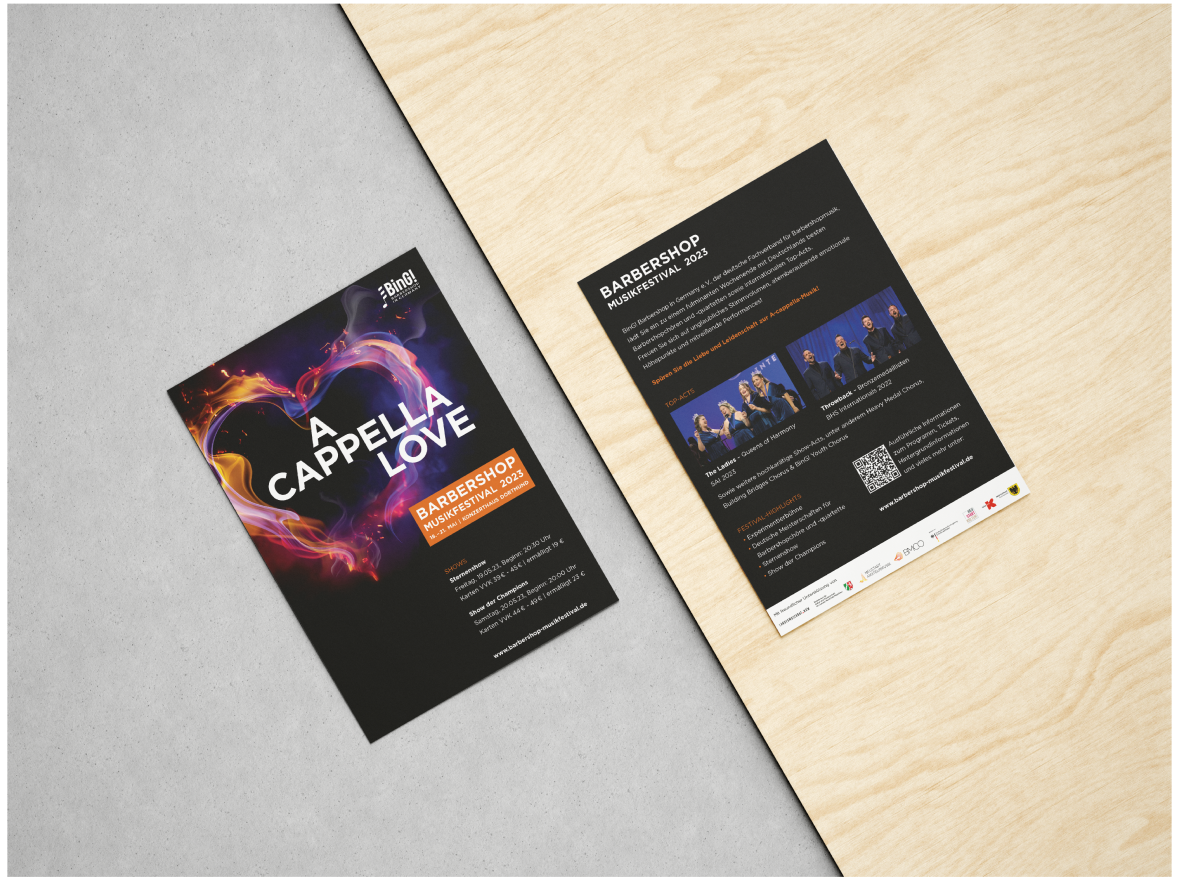 BinG!
BARBERSHOP
IN GERMANY
A
CAPPELLA
LOVE
BARBERSHOP
MUSIKFESTIVAL 2023
18.-21. MAI | KONZERTHAUS DORTMUND
SHOWS
Sternenshow
Freitag, 19.05.23, Beginn: 20:30 Uhr
Karten VVK 39 € - 45 € | ermäßigt 19 €
Show der Champions
Samstag, 20.05.23, Beginn: 20:00 Uhr
Karten VVK 44 € - 49 € | ermäßigt 23 €
www.barbershop-musikfestival.de
BARBERSHOP
MUSIKFESTIVAL 2023
BinG! Barbershop in Germany e.V., der deutsche Fachverband für Barbershopmusik,
lädt Sie ein zu einem fulminanten Wochenende mit Deutschlands besten
Barbershopchören und -quartetten sowie internationalen Top-Acts.
Freuen Sie sich auf unglaubliches Stimmvolumen, atemberaubende emotionale
Höhepunkte und mitreißende Performances!
Spüren Sie die Liebe und Leidenschaft zur A-cappella-Musik!
TOP-ACTS
The Ladies - Queens of Harmony
SAI 2023
Throwback - Bronzemedaillisten
BHS Internationals 2022
Sowie weitere hochkarätige Show-Acts, unter anderem Heavy Medal Chorus,
Building Bridges Chorus & BinG! Youth Chorus
FESTIVAL-HIGHLIGHTS
• Experimentierbühne
• Deutsche Meisterschaften für
Barbershopchöre und -quartette
• Sternenshow
• Show der Champions
Ausführliche Informationen
zum Programm, Tickets,
Hintergrundinformationen
und vieles mehr unter:
www.barbershop-musikfestival.de
Mit freundlicher Unterstützung von
BMCO